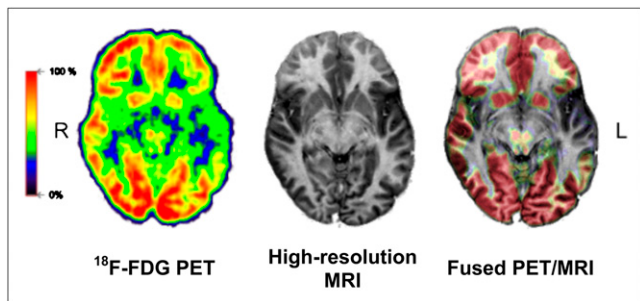 100 %
R
L
0%
18F-FDG PET
High-resolution
MRI
Fused PET/MRI